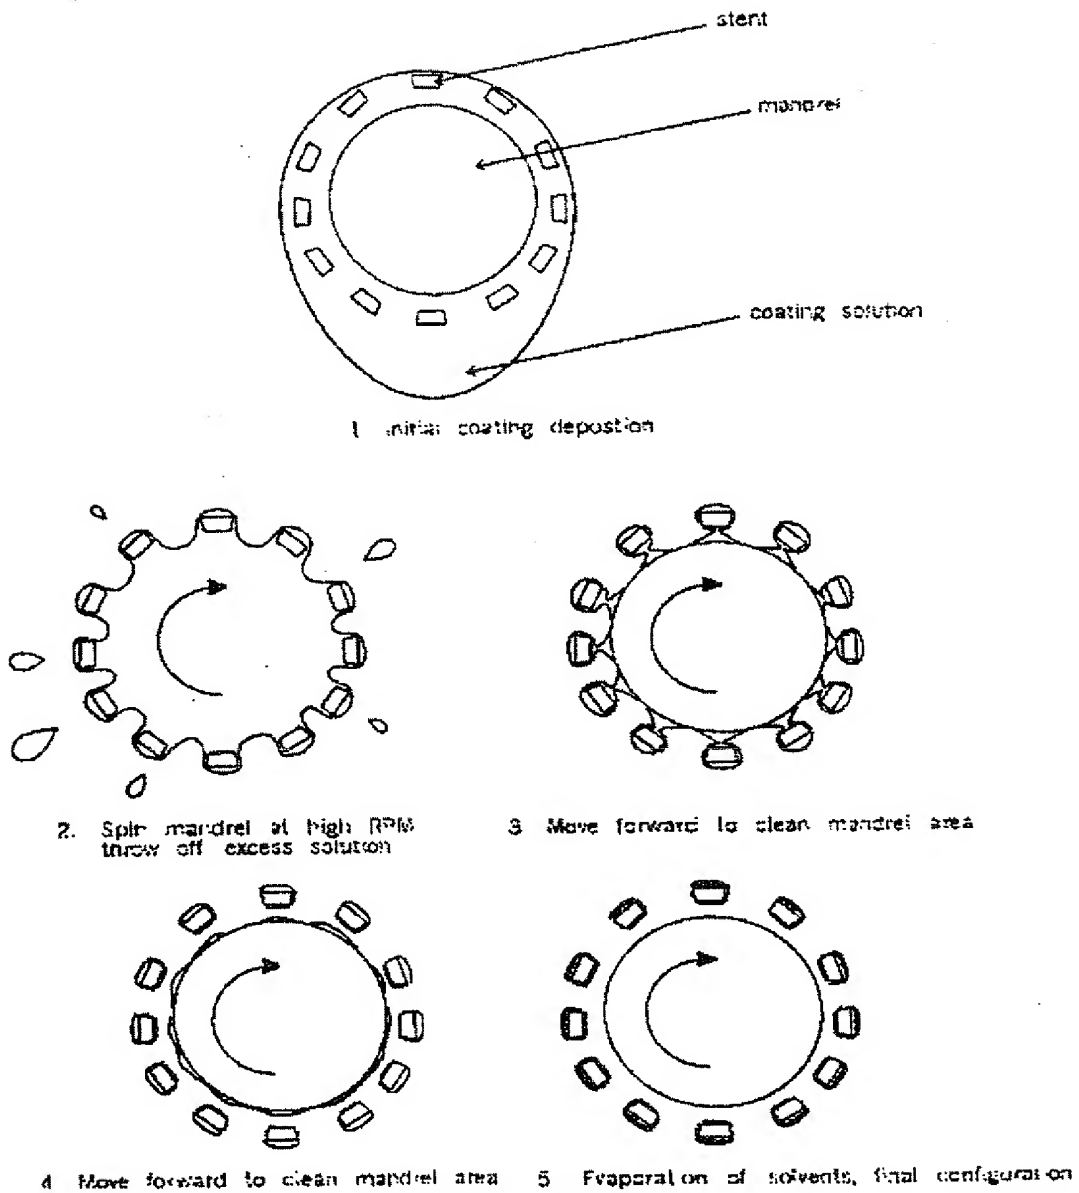 stent
mandrel
coating solution
1 initial coating depostion
2. Spin mandrel at high RPM
throw off excess solution
3 Move forward to clean mandrel area
4 Move forward to clean mandrel area
5 Evaporation of solvents, final configuration